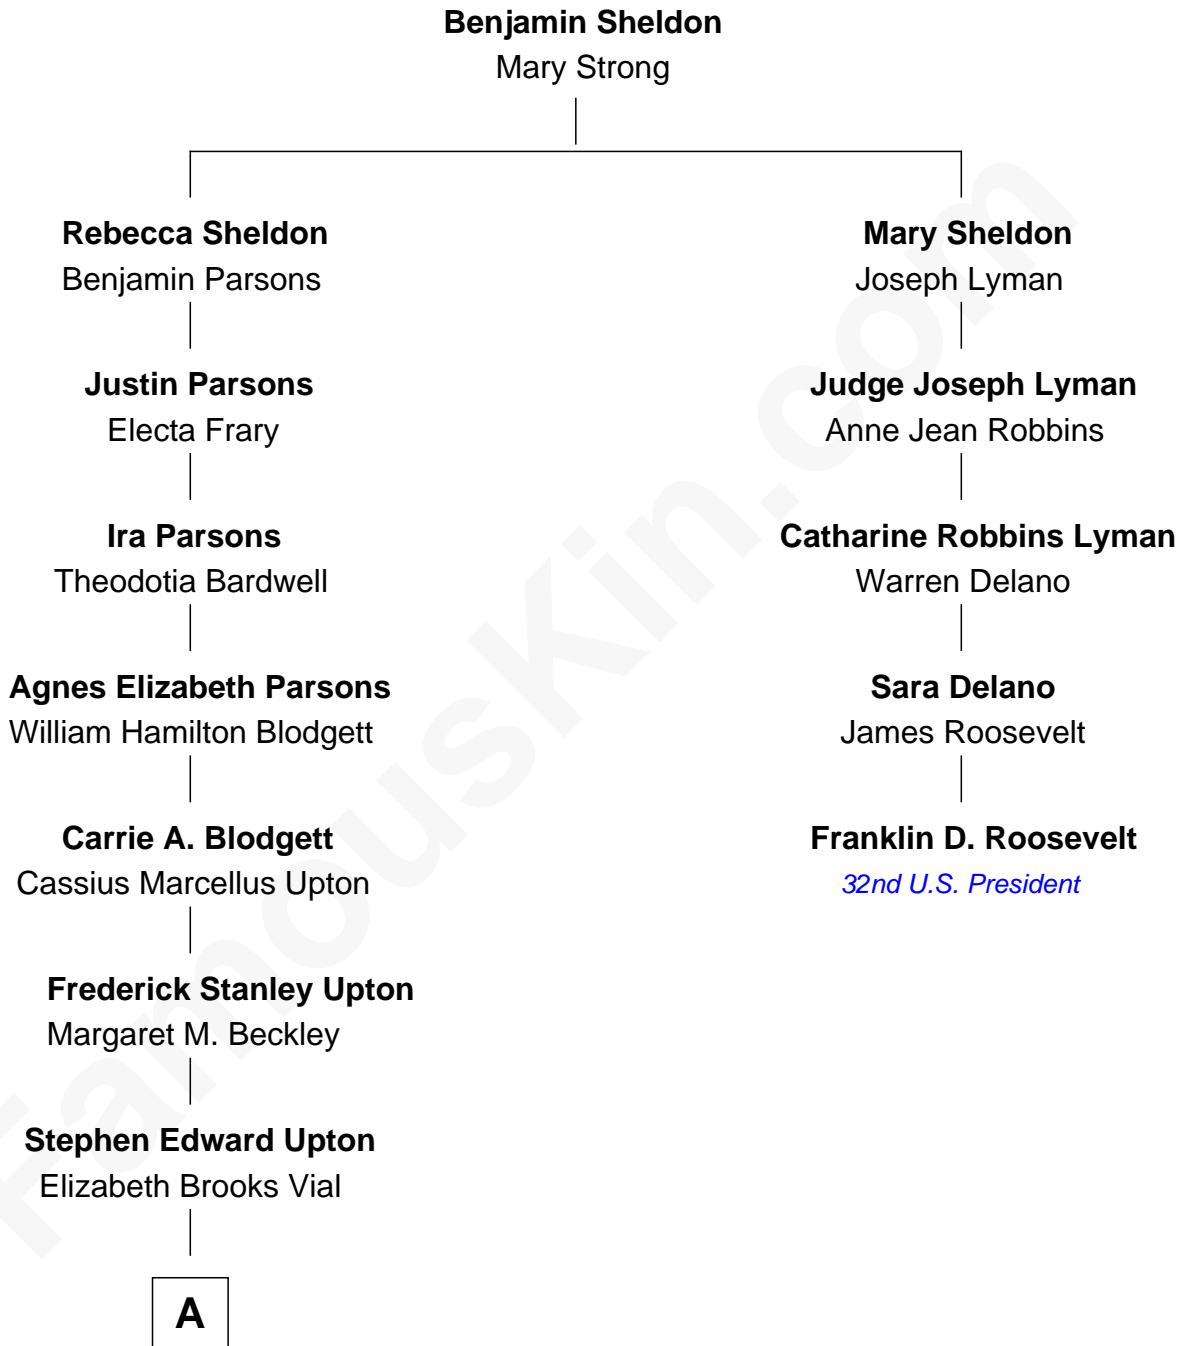 Benjamin Sheldon
Mary Strong
Rebecca Sheldon
Benjamin Parsons
Justin Parsons
Electa Frary
Ira Parsons
Theodotia Bardwell
Agnes Elizabeth Parsons
William Hamilton Blodgett
Carrie A. Blodgett
Cassius Marcellus Upton
Frederick Stanley Upton
Margaret M. Beckley
Stephen Edward Upton
Elizabeth Brooks Vial
A
Mary Sheldon
Joseph Lyman
Judge Joseph Lyman
Anne Jean Robbins
Catharine Robbins Lyman
Warren Delano
Sara Delano
James Roosevelt
Franklin D. Roosevelt
32nd U.S. President
FamousKin.com